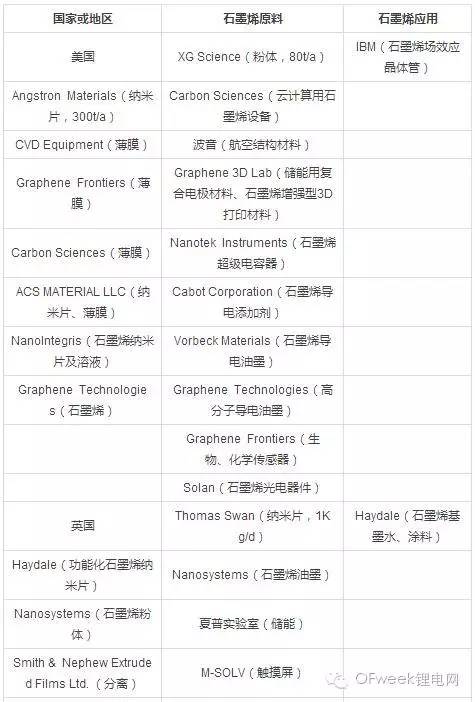 国家或地区
石墨烯原料
石墨烯应用
美国
XG Science（粉体，80t/a）
IBM（石墨烯场效应
晶体管）
Angstron Materials（纳米
片，300t/a）
Carbon Sciences（云计算用石
墨烯设备）
CVD Equipment（薄膜）
波音（航空结构材料）
Graphene Frontiers（薄
膜）
Graphene 3D Lab（储能用复
合电极材料、石墨烯增强型3D
打印材料）
Carbon Sciences（薄膜）
Nanotek Instruments（石墨烯
超级电容器）
ACS MATERIAL LLC（纳
米片、薄膜）
Cabot Corporation（石墨烯导
电添加剂）
NanoIntegris（石墨烯纳米
片及溶液）
Vorbeck Materials（石墨烯导
电油墨）
Graphene Technologie
s（石墨烯）
Graphene Technologies（高
分子导电油墨）
Graphene Frontiers（生
物、化学传感器）
Solan（石墨烯光电器件）
英国
Thomas Swan（纳米片，1K
g/d）
Haydale（石墨烯基
墨水、涂料）
Haydale（功能化石墨烯纳
米片）
Nanosystems（石墨烯油墨）
Nanosystems（石墨烯粉
体）
夏普实验室（储能）
Smith & Nephew Extrude
d Films Ltd.（分离）
M-SOLV（触摸屏）
OFweek锂电网